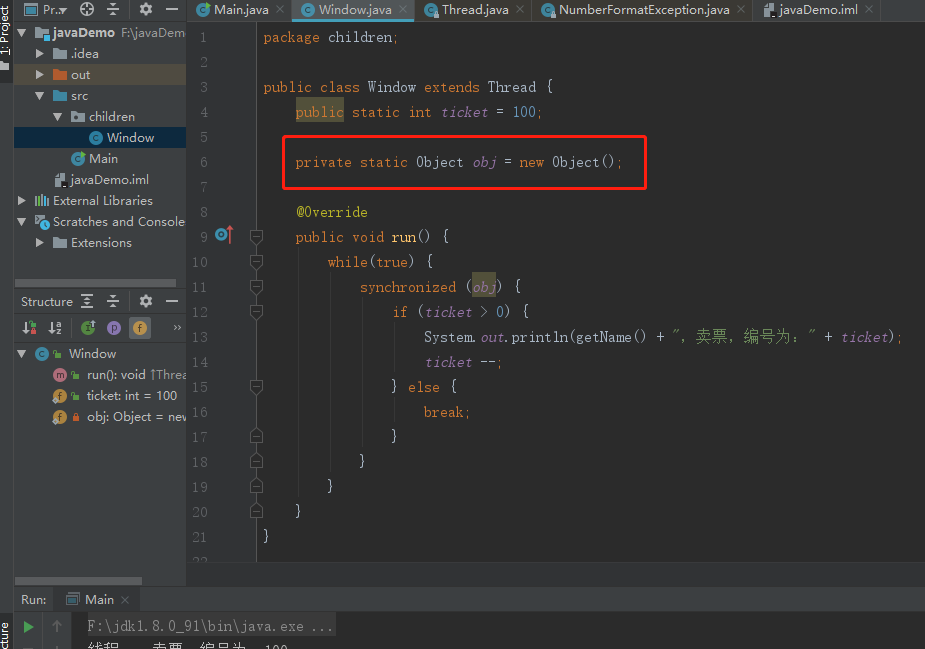 1: Project
Pr..
Main.java
Window.java
Thread.java
NumberFormatException.java
javaDemo.iml
javaDemo F:\javaDem
.idea
out
src
children
Window
Main
javaDemo.iml
External Libraries
Scratches and Console
Extensions
Structure
Window
run(): void ↑Threa
ticket: int = 100
obj: Object = new
1 package children;
2
3 public class Window extends Thread {
4 public static int ticket = 100;
5
6 private static Object obj = new Object();
7
8 @Override
9 public void run() {
10 while(true) {
11 synchronized (obj) {
12 if (ticket > 0) {
13 System.out.println(getName() + ", 卖票，编号为：" + ticket);
14 ticket --;
15 } else {
16 break;
17 }
18 }
19 }
20 }
21 }
22
Run: Main
F:\jdk1.8.0_91\bin\java.exe ...
cture